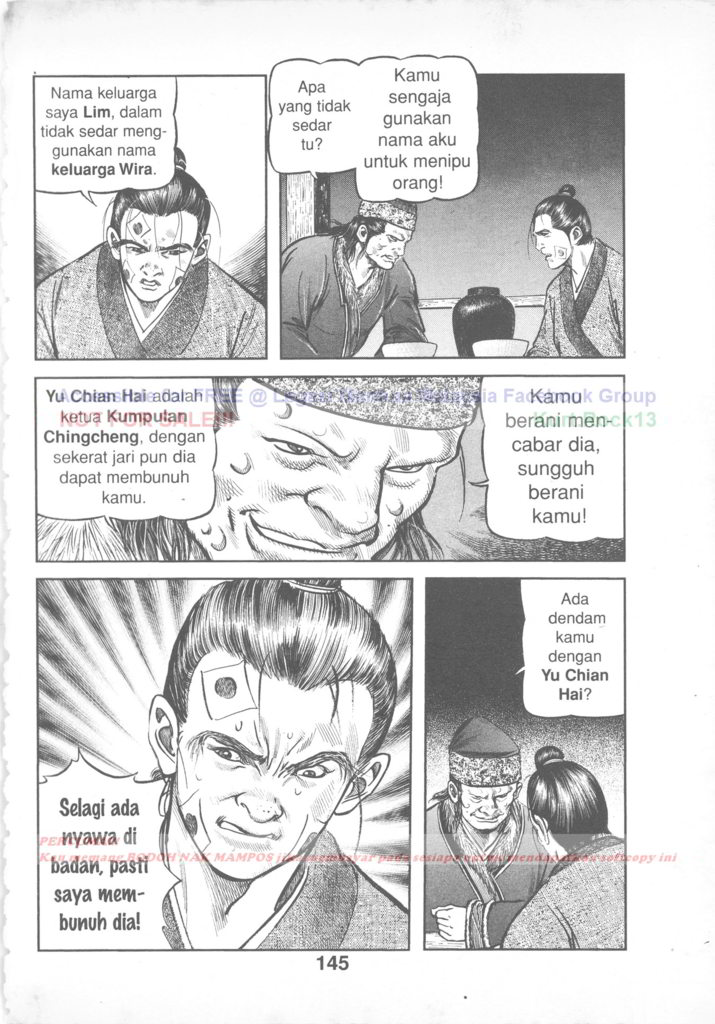 Nama keluarga
saya Lim, dalam
tidak sedar meng-
gunakan nama
keluarga Wira.
Apa
yang tidak
sedar
tu?
Kamu
sengaja
gunakan
nama aku
untuk menipu
orang!
Yu Chian Hai adalah
ketua Kumpulan
Chingcheng, dengan
sekerat jari pun dia
dapat membunuh
kamu.
Kamu
berani men-
cabar dia,
sungguh
berani
kamu!
NOT FOR SALE!!!
Selagi ada
nyawa di
badan, pasti
saya mem-
bunuh dia!
Ada
dendam
kamu
dengan
Yu Chian
Hai?
145